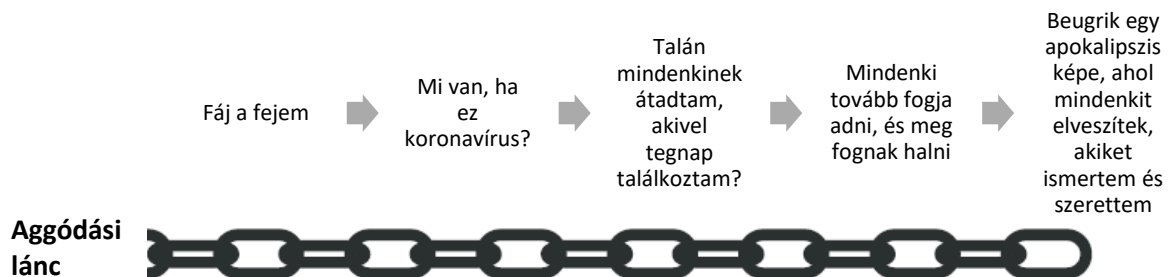 Fáj a fejem
Mi van, ha
ez
koronavírus?
Talán
mindenkinek
átadtam,
akivel
tegnap
találkoztam?
Mindenki
tovább fogja
adni, és meg
fognak halni
Beugrik egy
apokalipszis
képe, ahol
mindenkit
elveszítek,
akiket
ismertem és
szerettem
Aggódási
lánc